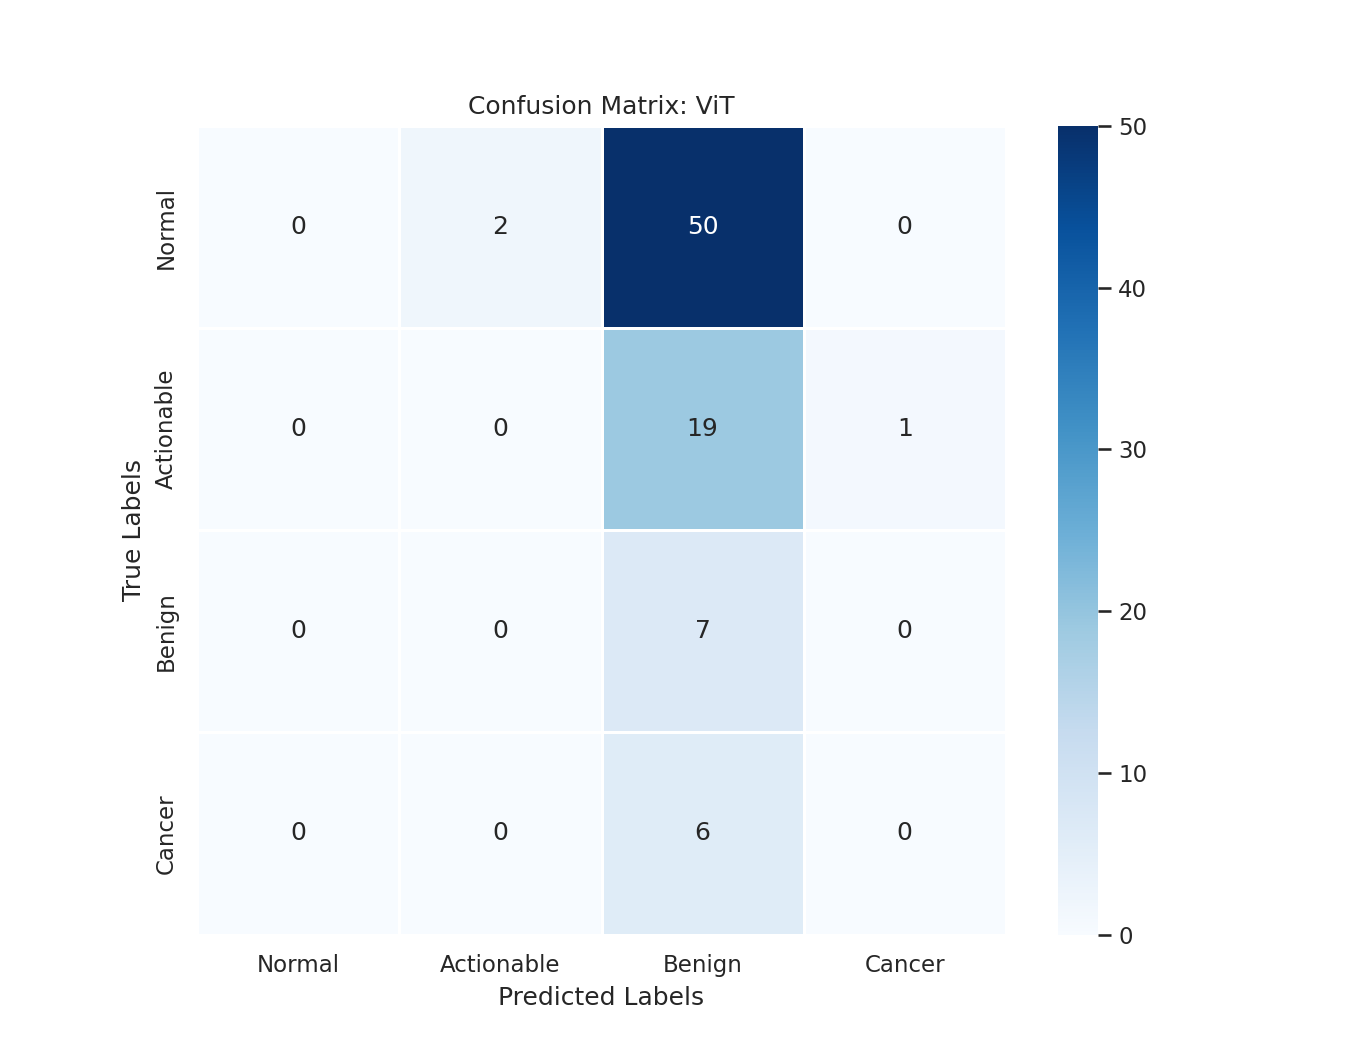 Confusion Matrix: ViT
True Labels
Normal
0 2 50 0
Actionable
0 0 19 1
Benign
0 0 7 0
Cancer
0 0 6 0
Normal Actionable Benign Cancer
Predicted Labels
50
40
30
20
10
0